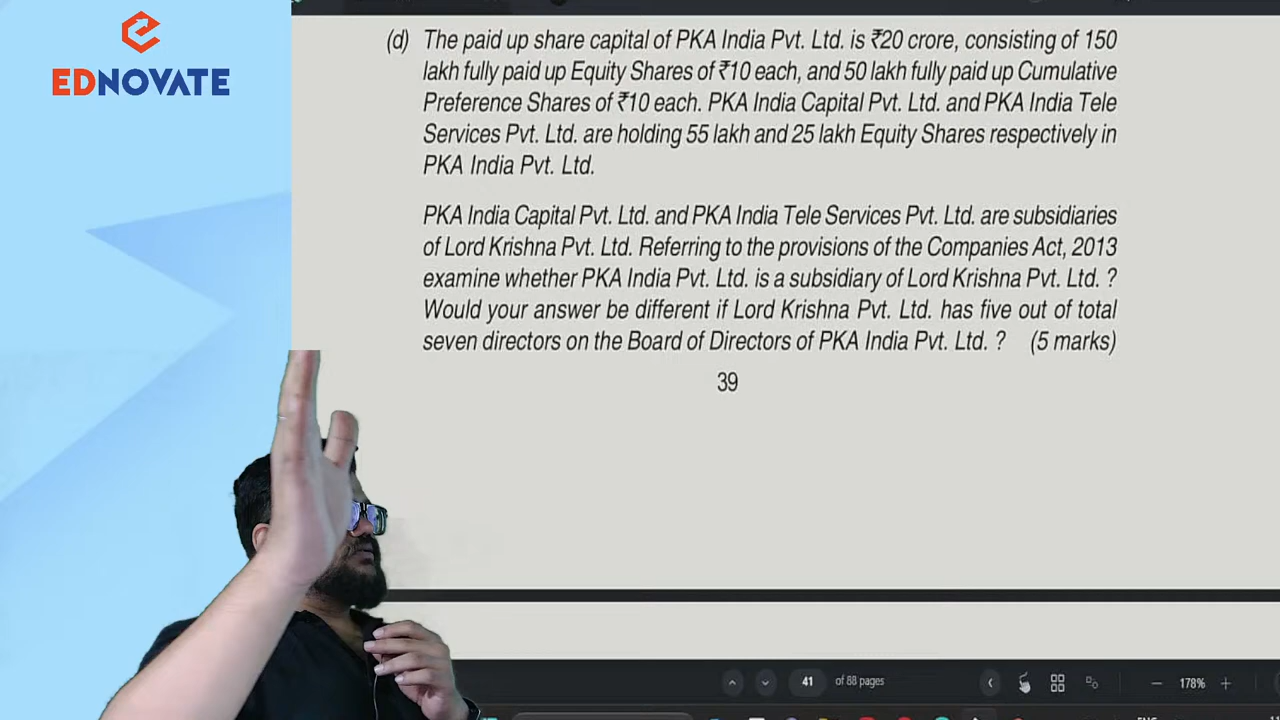 EDNOVATE
(d) The paid up share capital of PKA India Pvt. Ltd. is ₹20 crore, consisting of 150
lakh fully paid up Equity Shares of ₹10 each, and 50 lakh fully paid up Cumulative
Preference Shares of ₹10 each. PKA India Capital Pvt. Ltd. and PKA India Tele
Services Pvt. Ltd. are holding 55 lakh and 25 lakh Equity Shares respectively in
PKA India Pvt. Ltd.
PKA India Capital Pvt. Ltd. and PKA India Tele Services Pvt. Ltd. are subsidiaries
of Lord Krishna Pvt. Ltd. Referring to the provisions of the Companies Act, 2013
examine whether PKA India Pvt. Ltd. is a subsidiary of Lord Krishna Pvt. Ltd. ?
Would your answer be different if Lord Krishna Pvt. Ltd. has five out of total
seven directors on the Board of Directors of PKA India Pvt. Ltd. ? (5 marks)
39
41 of 88 pages 178%